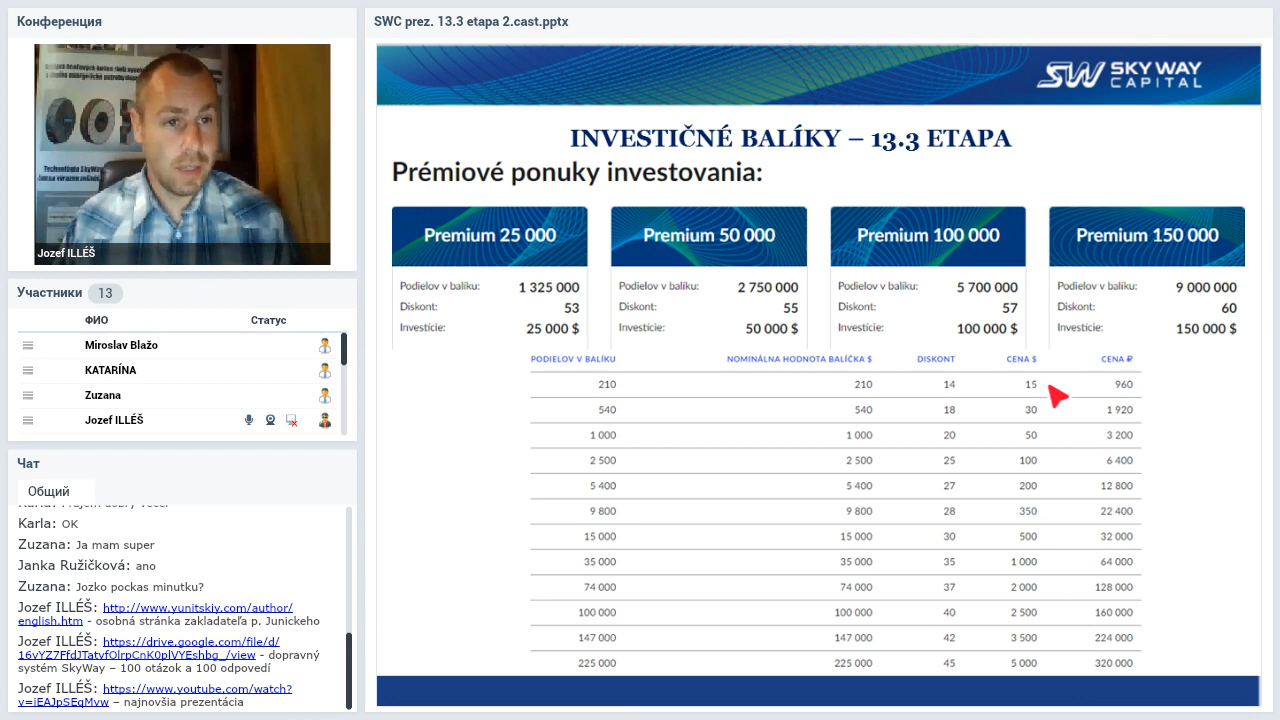 Конференция
Jozef ILLÉŠ
Участники 13
ФИО Статус
Miroslav Blažo
KATARÍNA
Zuzana
Jozef ILLÉŠ
Чат
Общий
Karla: OK
Zuzana: Ja mam super
Janka Ružičková: ano
Zuzana: Jozko pockas minutku?
Jozef ILLÉŠ: http://www.yunitskiy.com/author/
english.htm - osobná stránka zakladateľa p. Junickeho
Jozef ILLÉŠ: https://drive.google.com/file/d/
16vYZ7FfdJTatvfOlrpCnK0plVYEshbg_/view - dopravný
systém SkyWay – 100 otázok a 100 odpovedí
Jozef ILLÉŠ: https://www.youtube.com/watch?
v=jEAJpSEqMvw – najnovšia prezentácia
SWC prez. 13.3 etapa 2.cast.pptx
SW SKY WAY
CAPITAL
INVESTIČNÉ BALÍKY – 13.3 ETAPA
Prémiové ponuky investovania:
Premium 25 000
Podielov v balíku: 1 325 000
Diskont: 53
Investície: 25 000 $
Premium 50 000
Podielov v balíku: 2 750 000
Diskont: 55
Investície: 50 000 $
Premium 100 000
Podielov v balíku: 5 700 000
Diskont: 57
Investície: 100 000 $
Premium 150 000
Podielov v balíku: 9 000 000
Diskont: 60
Investície: 150 000 $
PODIELOV V BALÍKU NOMINÁLNA HODNOTA BALÍČKA $ DISKONT CENA $ CENA ₽
210 210 14 15 960
540 540 18 30 1 920
1 000 1 000 20 50 3 200
2 500 2 500 25 100 6 400
5 400 5 400 27 200 12 800
9 800 9 800 28 350 22 400
15 000 15 000 30 500 32 000
35 000 35 000 35 1 000 64 000
74 000 74 000 37 2 000 128 000
100 000 100 000 40 2 500 160 000
147 000 147 000 42 3 500 224 000
225 000 225 000 45 5 000 320 000